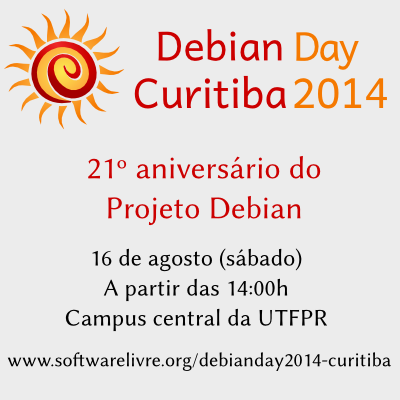 Debian Day
Curitiba 2014
21º aniversário do
Projeto Debian
16 de agosto (sábado)
A partir das 14:00h
Campus central da UTFPR
www.softwarelivre.org/debianday2014-curitiba